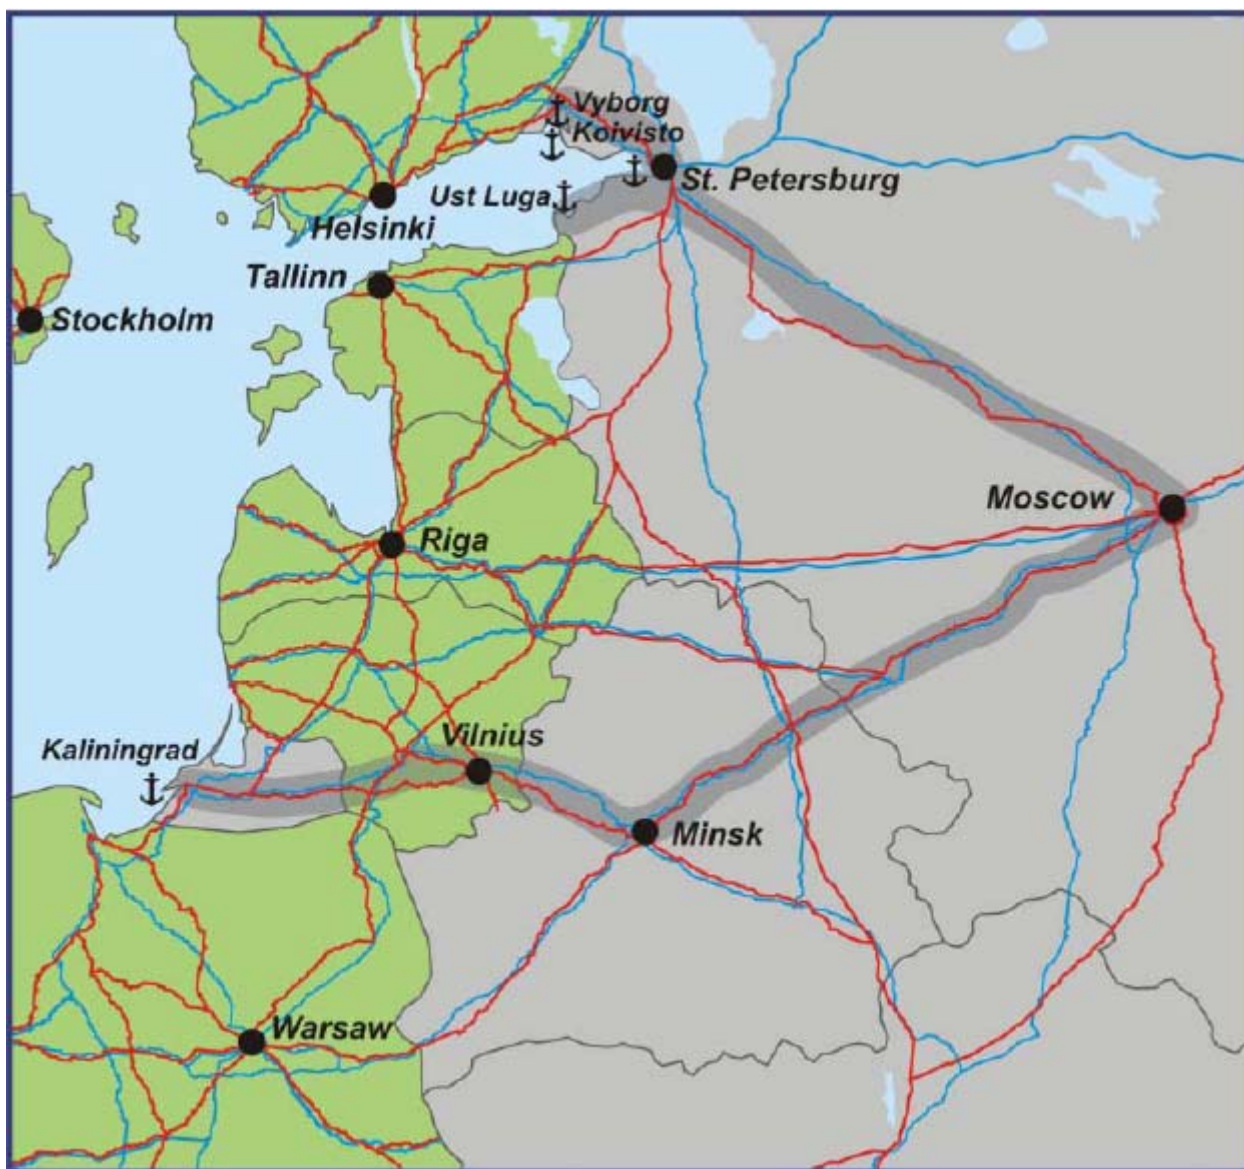 Vyborg
Koivisto
St. Petersburg
Ust Luga
Helsinki
Tallinn
Stockholm
Moscow
Riga
Vilnius
Kaliningrad
Minsk
Warsaw